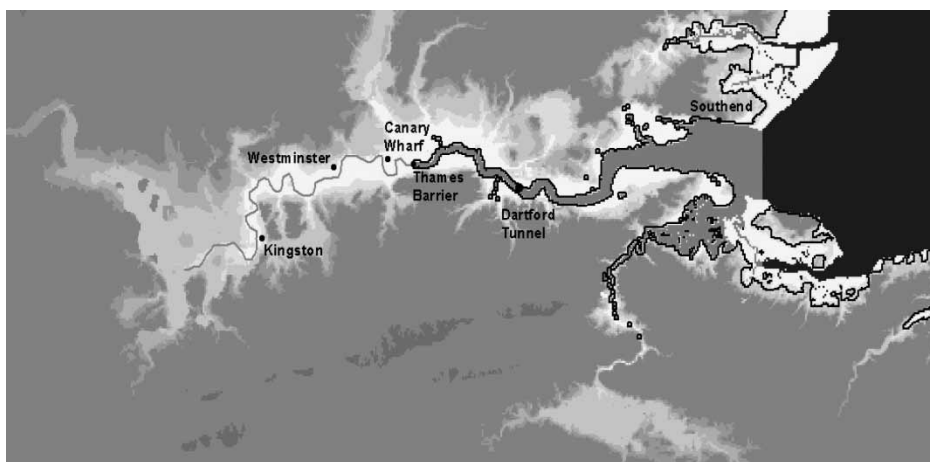 Southend
Canary
Wharf
Westminster
Thames
Barrier
Dartford
Tunnel
Kingston